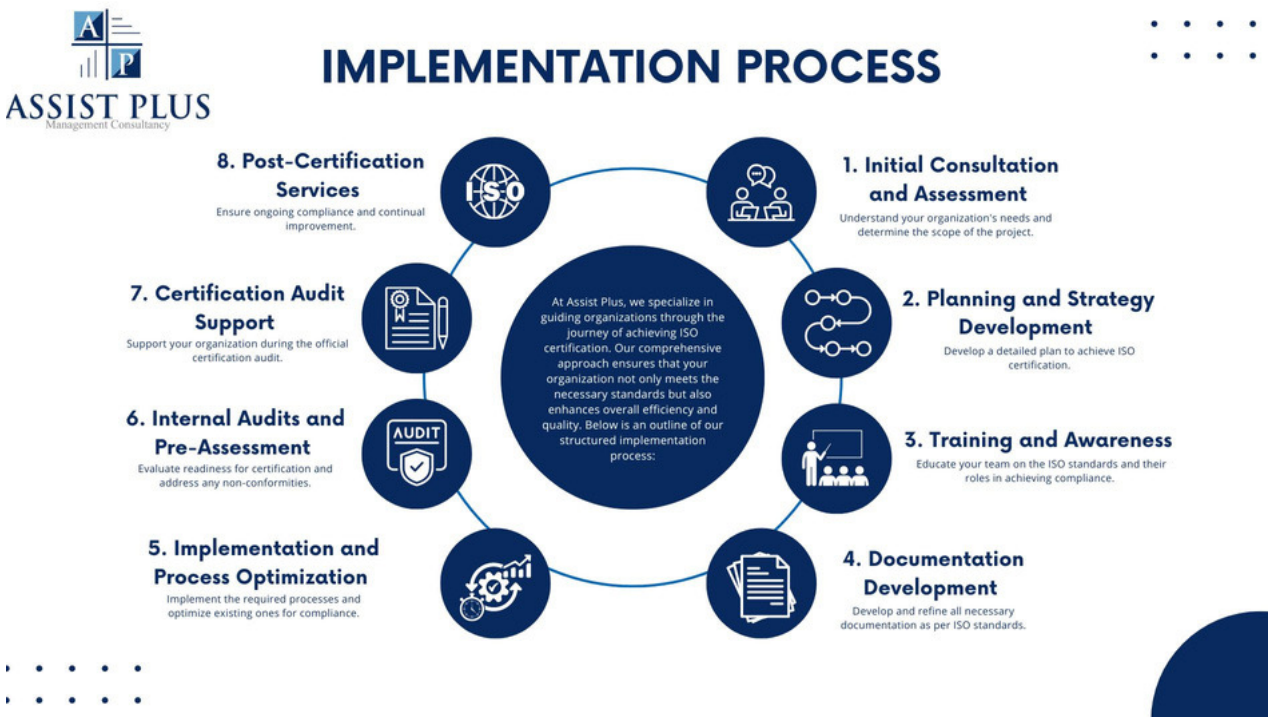 A
P
ASSIST PLUS
Management Consultancy
IMPLEMENTATION PROCESS
1. Initial Consultation
and Assessment
Understand your organization's needs and
determine the scope of the project.
2. Planning and Strategy
Development
Develop a detailed plan to achieve ISO
certification.
3. Training and Awareness
Educate your team on the ISO standards and their
roles in achieving compliance.
4. Documentation
Development
Develop and refine all necessary
documentation as per ISO standards.
5. Implementation and
Process Optimization
Implement the required processes and
optimize existing ones for compliance.
6. Internal Audits and
Pre-Assessment
Evaluate readiness for certification and
address any non-conformities.
AUDIT
7. Certification Audit
Support
Support your organization during the official
certification audit.
8. Post-Certification
Services
Ensure ongoing compliance and continual
improvement.
ISO
At Assist Plus, we specialize in
guiding organizations through the
journey of achieving ISO
certification. Our comprehensive
approach ensures that your
organization not only meets the
necessary standards but also
enhances overall efficiency and
quality. Below is an outline of our
structured implementation
process: